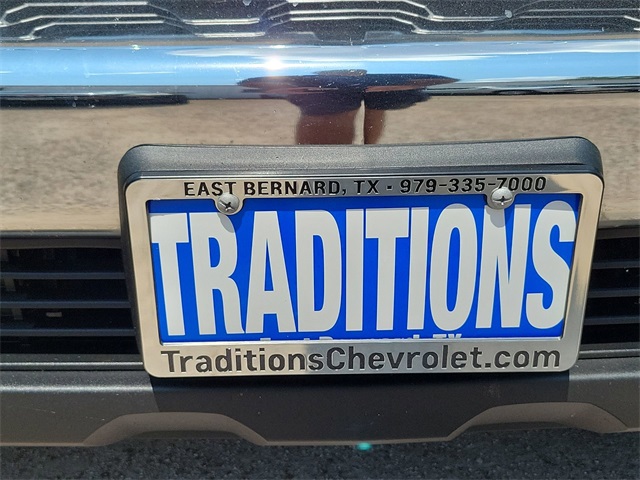 EAST BERNARD, TX - 979-335-7000
TRADITIONS
TraditionsChevrolet.com